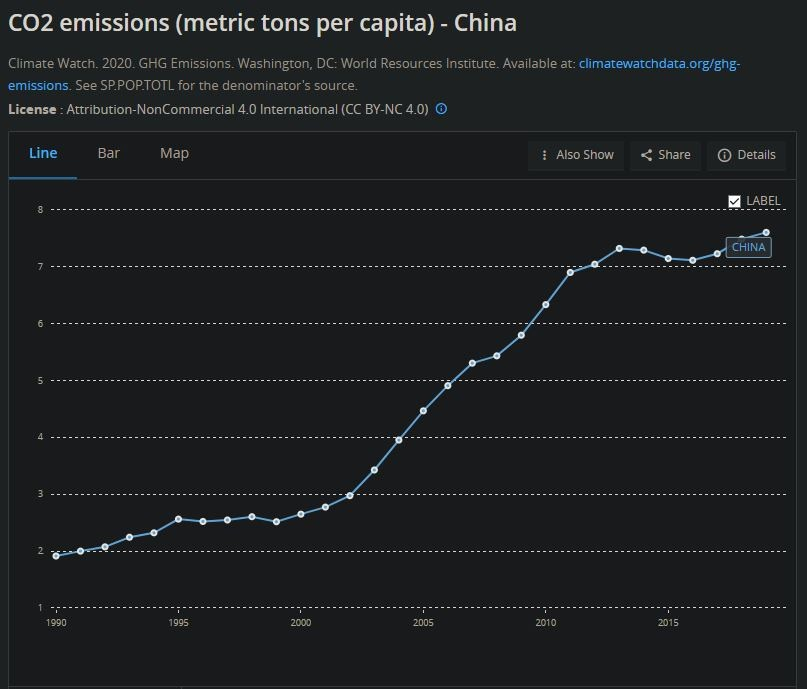 CO2 emissions (metric tons per capita) - China
Climate Watch. 2020. GHG Emissions. Washington, DC: World Resources Institute. Available at: climatewatchdata.org/ghg-
emissions. See SP.POP.TOTL for the denominator's source.
License : Attribution-NonCommercial 4.0 International (CC BY-NC 4.0)
Line Bar Map Also Show Share Details
LABEL
8
CHINA
7
6
5
4
3
2
1
1990 1995 2000 2005 2010 2015